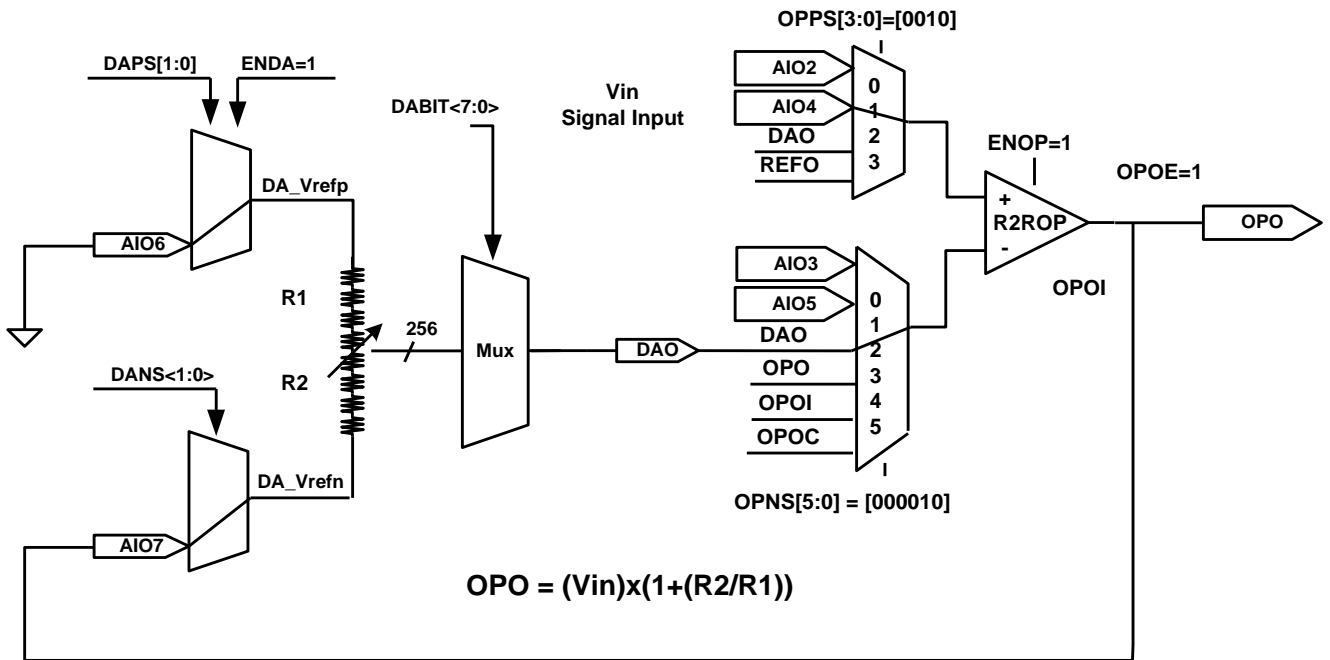 OPPS[3:0]=[0010]
DAPS[1:0]
ENDA=1
AIO2
Vin
Signal Input
DABIT<7:0>
0
AIO4
1
DAO
2
REFO
3
ENOP=1
OPOE=1
DA_Vrefp
+
R2ROP
-
OPO
AIO6
OPOI
AIO3
R1
AIO5
0
1
256
DAO
Mux
DAO
2
R2
OPO
3
DANS<1:0>
OPOI
4
OPOC
5
DA_Vrefn
OPNS[5:0] = [000010]
AIO7
OPO = (Vin)x(1+(R2/R1))